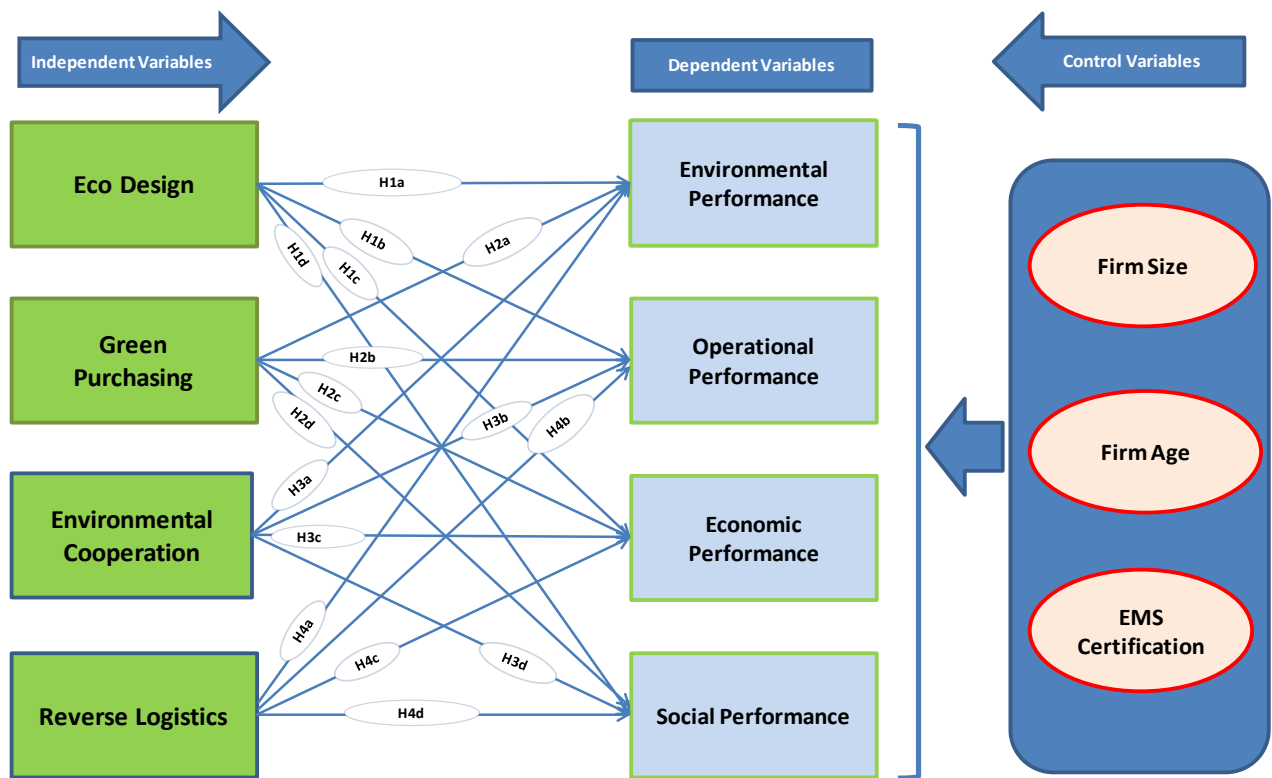 Independent Variables
Dependent Variables
Control Variables
Eco Design
Green
Purchasing
Environmental
Cooperation
Reverse Logistics
H1a
H1b
H1c
H1d
H2a
H2b
H2c
H2d
H3a
H3b
H3c
H3d
H4a
H4b
H4c
H4d
Environmental
Performance
Operational
Performance
Economic
Performance
Social Performance
Firm Size
Firm Age
EMS
Certification